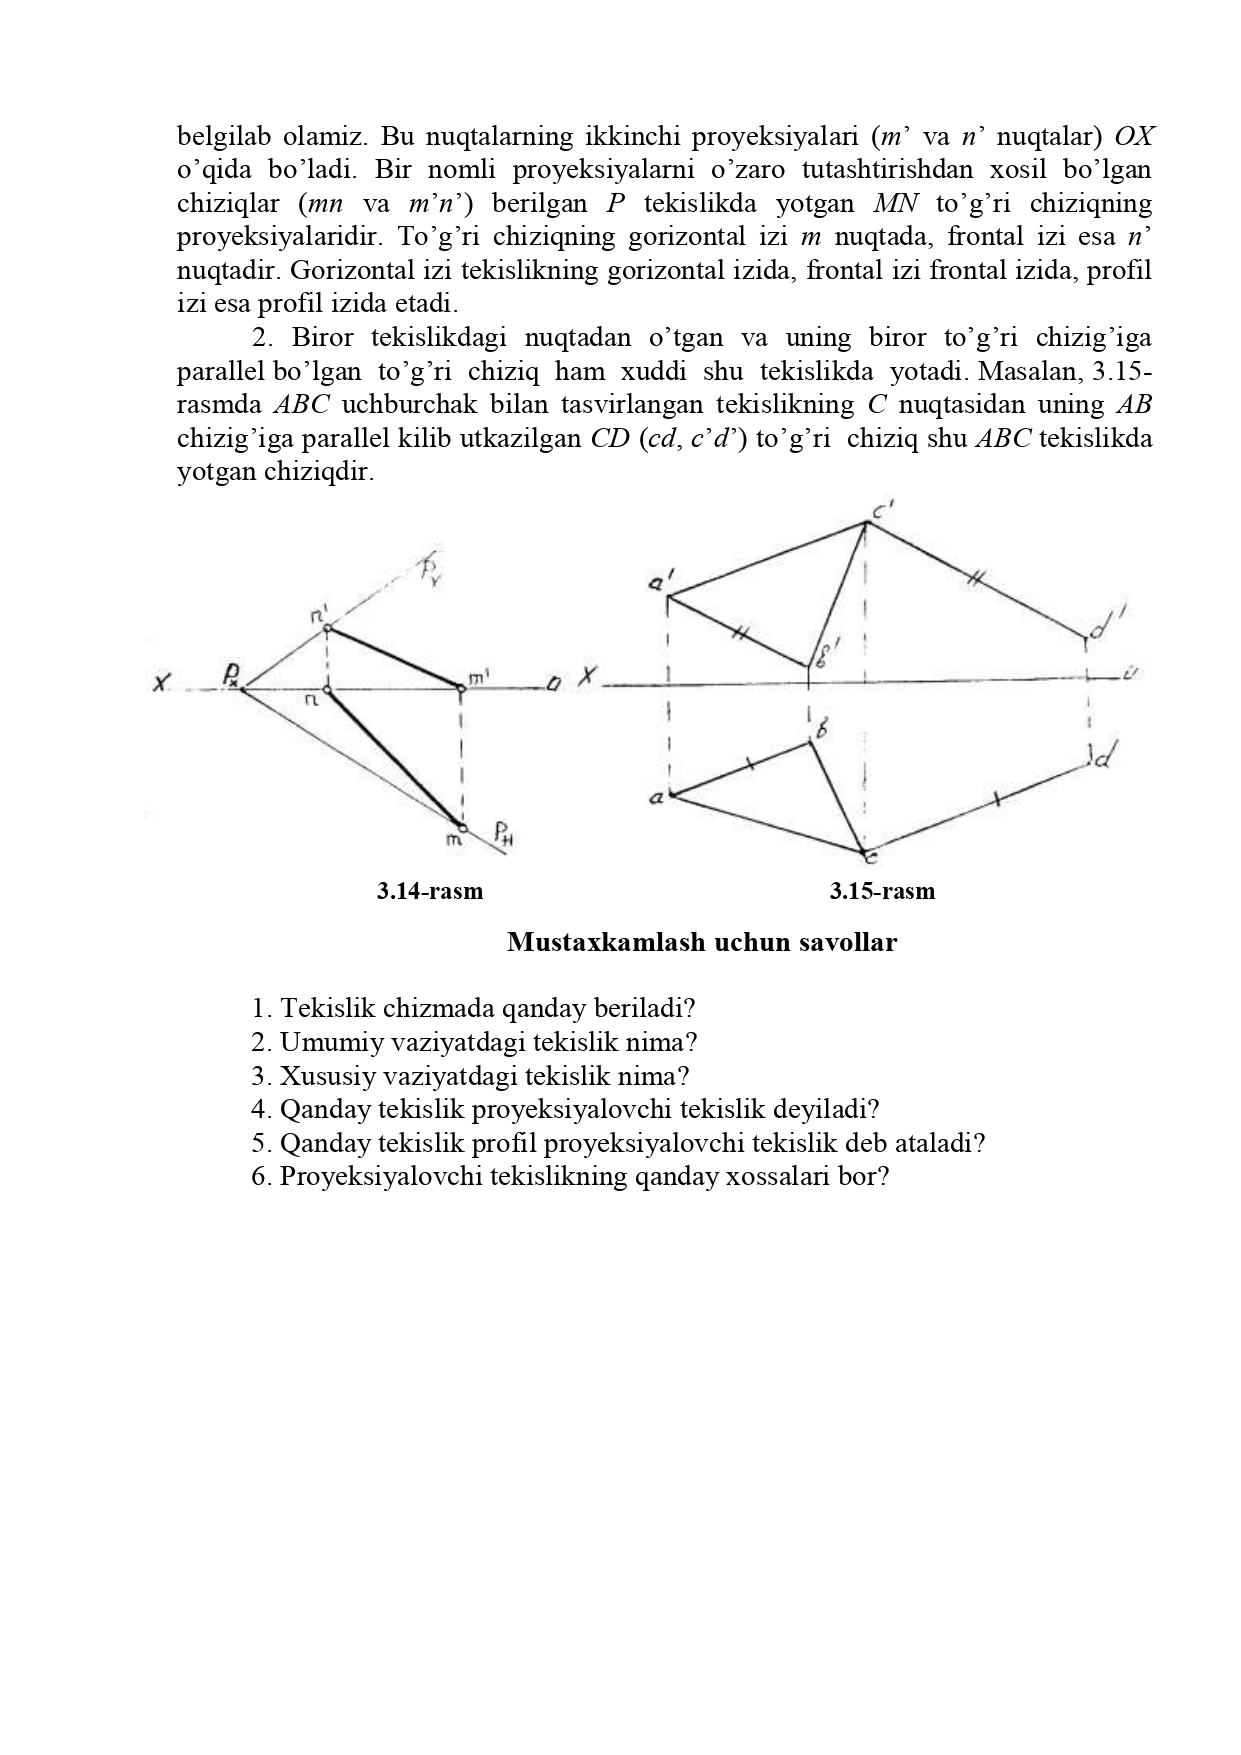 belgilab olamiz. Bu nuqtalarning ikkinchi proyeksiyalari (m’ va n’ nuqtalar) OX
o’qida bo’ladi. Bir nomli proyeksiyalarni o’zaro tutashtirishdan xosil bo’lgan
chiziqlar (mn va m’n’) berilgan P tekislikda yotgan MN to’g’ri chiziqning
proyeksiyalaridir. To’g’ri chiziqning gorizontal izi m nuqtada, frontal izi esa n’
nuqtadir. Gorizontal izi tekislikning gorizontal izida, frontal izi frontal izida, profil
izi esa profil izida etadi.
2. Biror tekislikdagi nuqtadan o’tgan va uning biror to’g’ri chizig’iga
parallel bo’lgan to’g’ri chiziq ham xuddi shu tekislikda yotadi. Masalan, 3.15-
rasmda ABC uchburchak bilan tasvirlangan tekislikning C nuqtasidan uning AB
chizig’iga parallel kilib utkazilgan CD (cd, c’d’) to’g’ri chiziq shu ABC tekislikda
yotgan chiziqdir.
c'
Pv
a'
n'
d'
в'
X Px m' 0 X 0
n
в
d
a
m PH
c
3.14-rasm 3.15-rasm
Mustaxkamlash uchun savollar
1. Tekislik chizmada qanday beriladi?
2. Umumiy vaziyatdagi tekislik nima?
3. Xususiy vaziyatdagi tekislik nima?
4. Qanday tekislik proyeksiyalovchi tekislik deyiladi?
5. Qanday tekislik profil proyeksiyalovchi tekislik deb ataladi?
6. Proyeksiyalovchi tekislikning qanday xossalari bor?